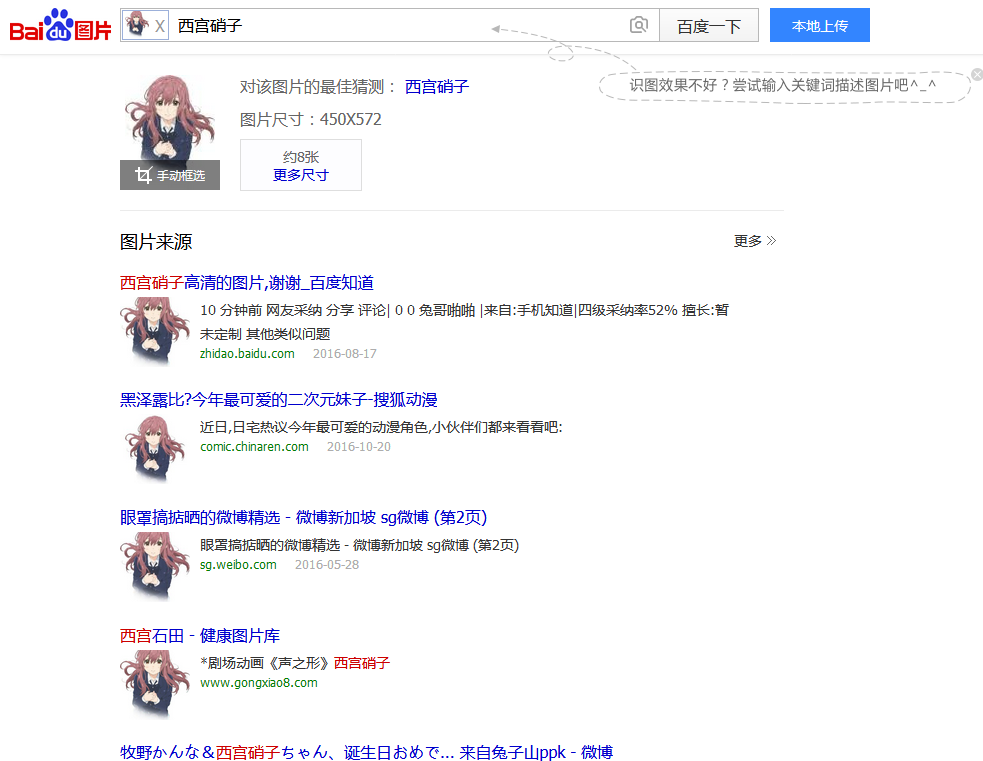 Bai du 图片 X 西宫硝子 百度一下 本地上传
识图效果不好？尝试输入关键词描述图片吧^_^
对该图片的最佳猜测： 西宫硝子
图片尺寸：450X572
约8张
更多尺寸
手动框选
图片来源 更多
西宫硝子高清的图片,谢谢_百度知道
10 分钟前 网友采纳 分享 评论| 0 0 兔哥啪啪 |来自:手机知道|四级采纳率52% 擅长:暂
未定制 其他类似问题
zhidao.baidu.com 2016-08-17
黑泽露比?今年最可爱的二次元妹子-搜狐动漫
近日,日宅热议今年最可爱的动漫角色,小伙伴们都来看看吧:
comic.chinaren.com 2016-10-20
眼罩搞掂晒的微博精选 - 微博新加坡 sg微博 (第2页)
眼罩搞掂晒的微博精选 - 微博新加坡 sg微博 (第2页)
sg.weibo.com 2016-05-28
西宫石田 - 健康图片库
*剧场动画《声之形》西宫硝子
www.gongxiao8.com
牧野かんな＆西宫硝子ちゃん、诞生日おめで... 来自兔子山ppk - 微博